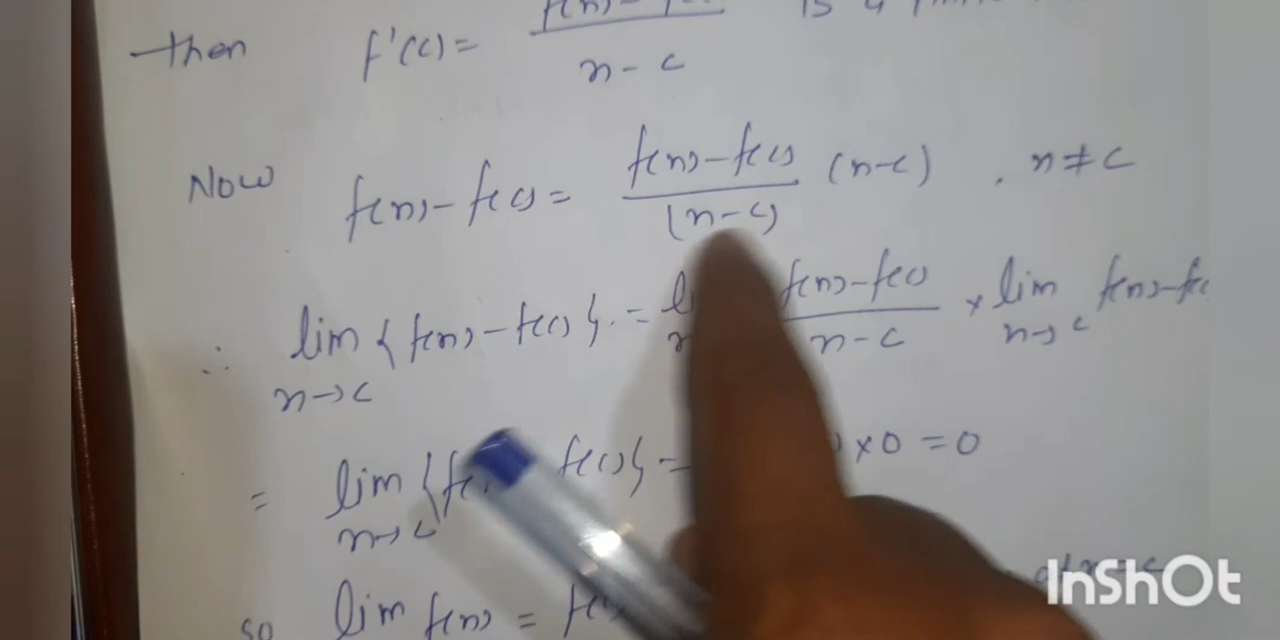 then f'(c) = n - c
Now f(n) - f(c) = f(n) - f(c) / (n-c) (n-c) . n ≠ c
∴ lim n→c { f(n) - f(c) } . = f(n) - f(c) / n - c × lim n→c f(n) - f(
= lim n→c { f( f(c) } = × 0 = 0
so lim f(n) = f(c)
InShOt